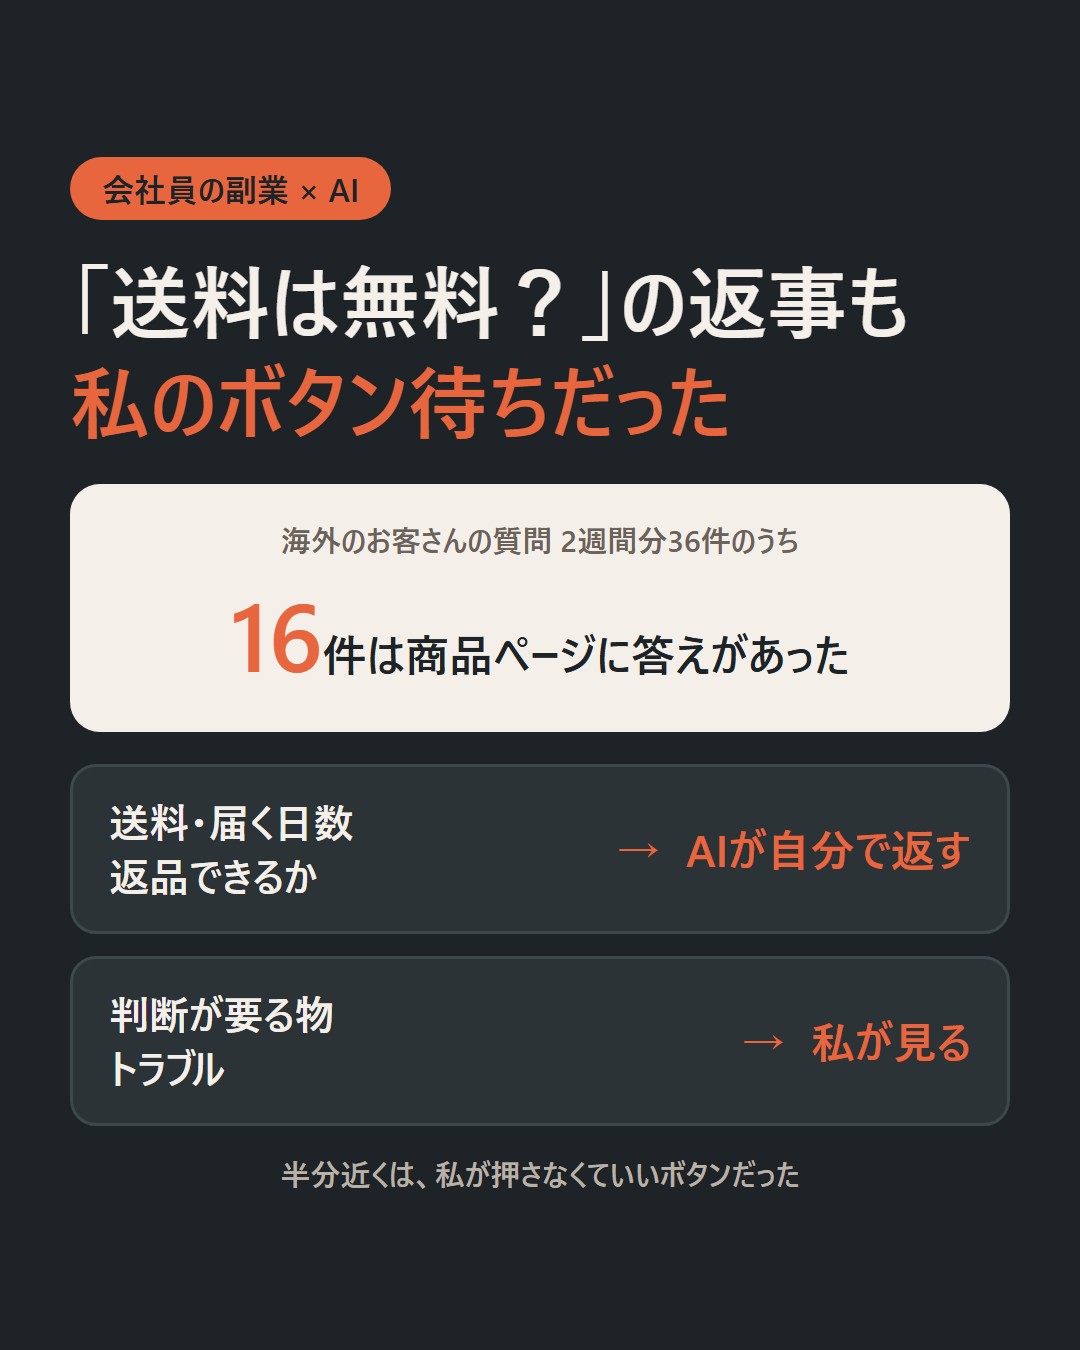 会社員の副業 × AI
「送料は無料？」の返事も
私のボタン待ちだった
海外のお客さんの質問 2週間分36件のうち
16件は商品ページに答えがあった
送料・届く日数
返品できるか
→ AIが自分で返す
判断が要る物
トラブル
→ 私が見る
半分近くは、私が押さなくていいボタンだった